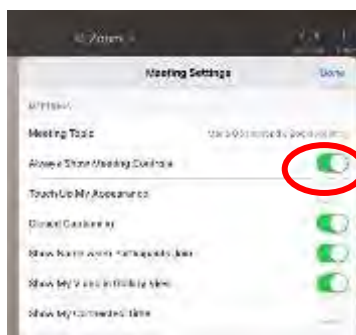 Zoom
Meeting Settings Done
Meeting Topic
Always Show Meeting Controls
Touch Up My Appearance
Closed Captioning
Show Name when Participants Join
Show My Video in Gallery View
Show My Connected Time